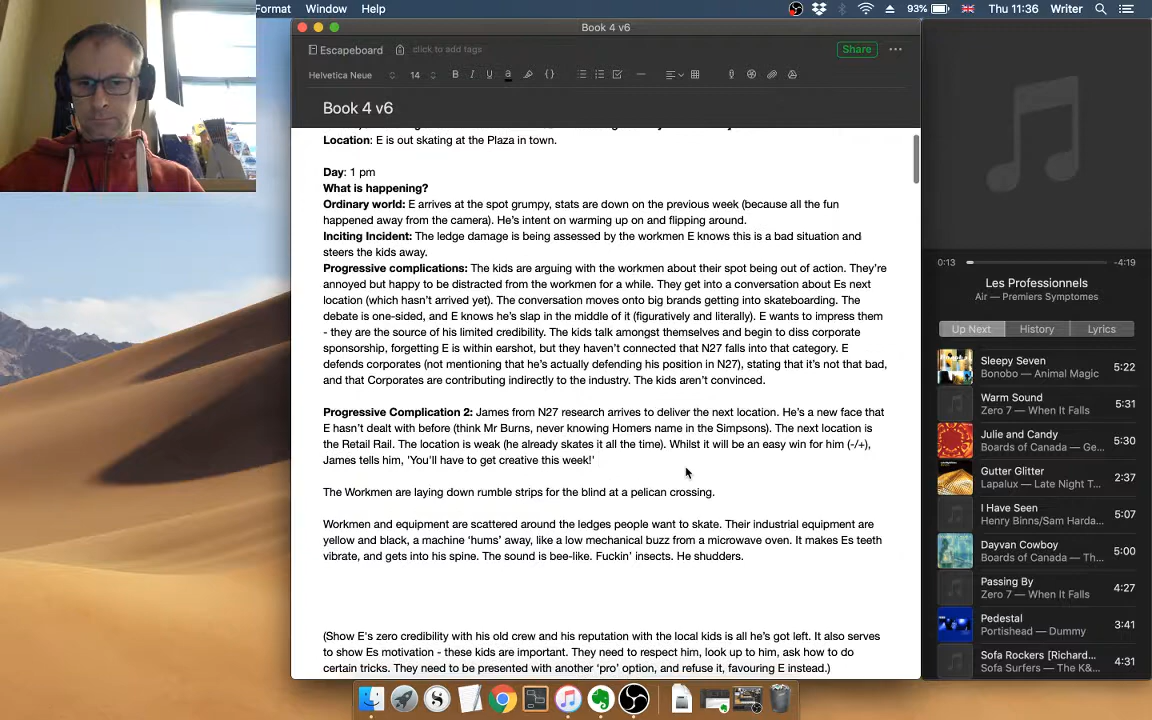 Format Window Help
93% Thu 11:36 Writer
Book 4 v6
Escapeboard click to add tags
Share
Helvetica Neue 14 B I U a {}
Book 4 v6
Location: E is out skating at the Plaza in town.
Day: 1 pm
What is happening?
Ordinary world: E arrives at the spot grumpy, stats are down on the previous week (because all the fun
happened away from the camera). He's intent on warming up on and flipping around.
Inciting Incident: The ledge damage is being assessed by the workmen E knows this is a bad situation and
steers the kids away.
Progressive complications: The kids are arguing with the workmen about their spot being out of action. They're
annoyed but happy to be distracted from the workmen for a while. They get into a conversation about Es next
location (which hasn't arrived yet). The conversation moves onto big brands getting into skateboarding. The
debate is one-sided, and E knows he's slap in the middle of it (figuratively and literally). E wants to impress them
- they are the source of his limited credibility. The kids talk amongst themselves and begin to diss corporate
sponsorship, forgetting E is within earshot, but they haven't connected that N27 falls into that category. E
defends corporates (not mentioning that he's actually defending his position in N27), stating that it's not that bad,
and that Corporates are contributing indirectly to the industry. The kids aren't convinced.
Progressive Complication 2: James from N27 research arrives to deliver the next location. He's a new face that
E hasn't dealt with before (think Mr Burns, never knowing Homers name in the Simpsons). The next location is
the Retail Rail. The location is weak (he already skates it all the time). Whilst it will be an easy win for him (-/+),
James tells him, 'You'll have to get creative this week!'
The Workmen are laying down rumble strips for the blind at a pelican crossing.
Workmen and equipment are scattered around the ledges people want to skate. Their industrial equipment are
yellow and black, a machine 'hums' away, like a low mechanical buzz from a microwave oven. It makes Es teeth
vibrate, and gets into his spine. The sound is bee-like. Fuckin' insects. He shudders.
(Show E's zero credibility with his old crew and his reputation with the local kids is all he's got left. It also serves
to show Es motivation - these kids are important. They need to respect him, look up to him, ask how to do
certain tricks. They need to be presented with another 'pro' option, and refuse it, favouring E instead.)
0:13 -4:19
Les Professionnels
Air — Premiers Symptomes
Up Next History Lyrics
Sleepy Seven
Bonobo — Animal Magic
5:22
Warm Sound
Zero 7 — When It Falls
5:31
Julie and Candy
Boards of Canada — Ge...
5:30
Gutter Glitter
Lapalux — Late Night T...
2:37
I Have Seen
Henry Binns/Sam Harda...
5:07
Dayvan Cowboy
Boards of Canada — Th...
5:00
Passing By
Zero 7 — When It Falls
4:27
Pedestal
Portishead — Dummy
3:41
Sofa Rockers [Richard...
Sofa Surfers — The K&...
4:31